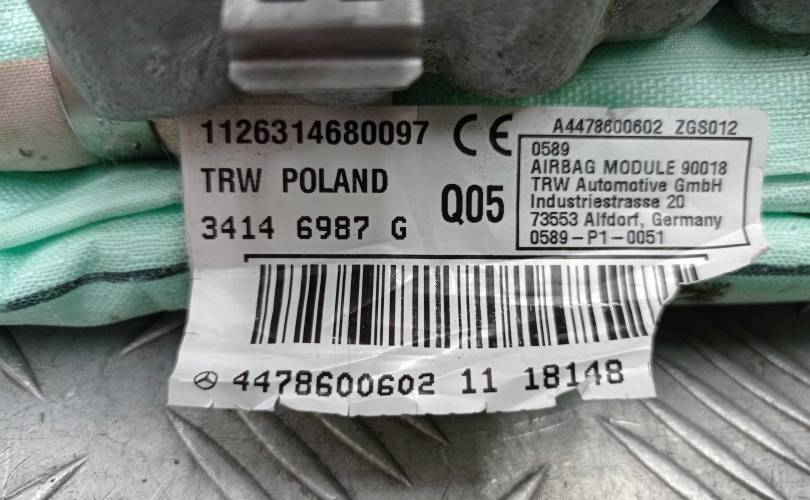 1126314680097 CE A4478600602 ZGS012
TRW POLAND
Q05
3414 6987 G
0589
AIRBAG MODULE 90018
TRW Automotive GmbH
Industriestrasse 20
73553 Alfdorf, Germany
0589-P1-0051
4478600602 11 18148